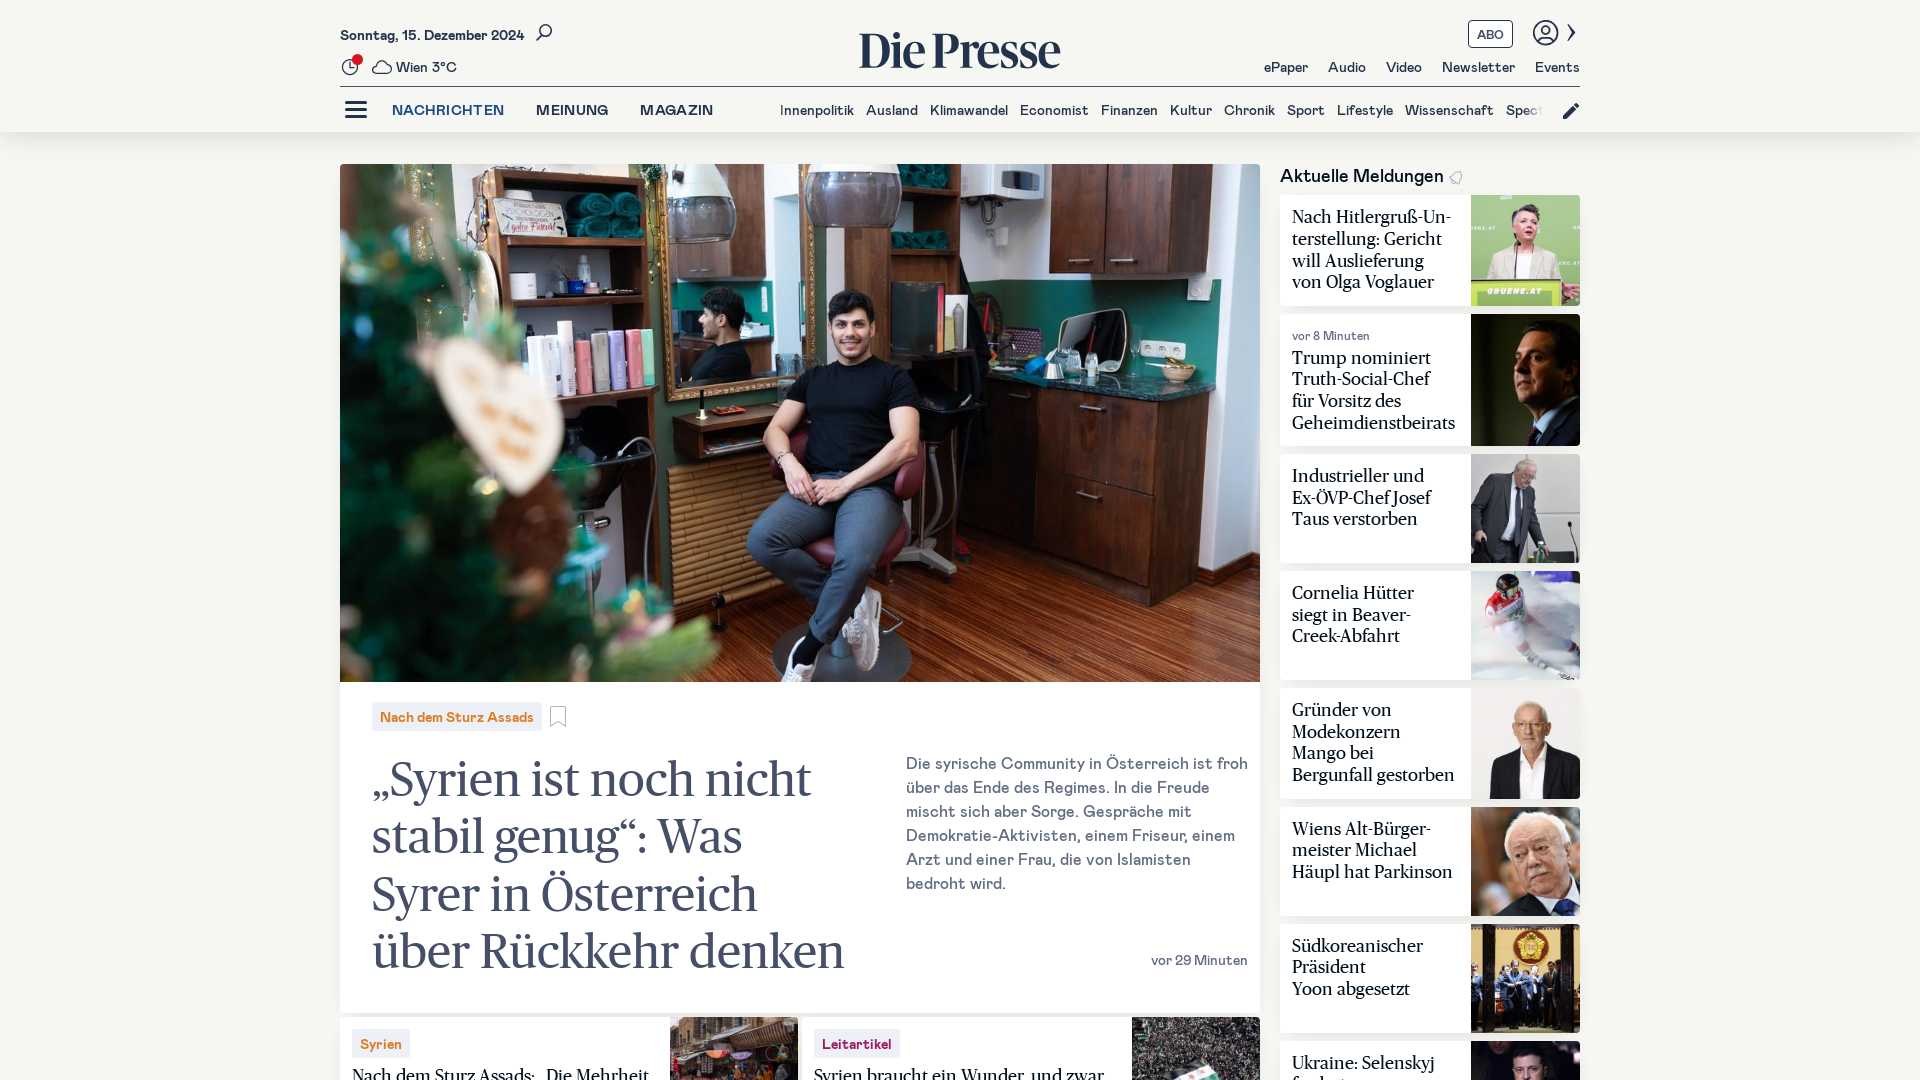 Sonntag, 15. Dezember 2024
Wien 3°C
Die Presse
ABO
ePaper Audio Video Newsletter Events
NACHRICHTEN MEINUNG MAGAZIN
Innenpolitik Ausland Klimawandel Economist Finanzen Kultur Chronik Sport Lifestyle Wissenschaft
Nach dem Sturz Assads
„Syrien ist noch nicht
stabil genug“: Was
Syrer in Österreich
über Rückkehr denken
Die syrische Community in Österreich ist froh
über das Ende des Regimes. In die Freude
mischt sich aber Sorge. Gespräche mit
Demokratie-Aktivisten, einem Friseur, einem
Arzt und einer Frau, die von Islamisten
bedroht wird.
vor 29 Minuten
Syrien
Nach dem Sturz Assads: „Die Mehrheit
Leitartikel
Syrien braucht ein Wunder, und zwar
Aktuelle Meldungen
Nach Hitlergruß-Un-
terstellung: Gericht
will Auslieferung
von Olga Voglauer
GRUENE.AT
vor 8 Minuten
Trump nominiert
Truth-Social-Chef
für Vorsitz des
Geheimdienstbeirats
Industrieller und
Ex-ÖVP-Chef Josef
Taus verstorben
Cornelia Hütter
siegt in Beaver-
Creek-Abfahrt
Gründer von
Modekonzern
Mango bei
Bergunfall gestorben
Wiens Alt-Bürger-
meister Michael
Häupl hat Parkinson
Südkoreanischer
Präsident
Yoon abgesetzt
Ukraine: Selenskyj